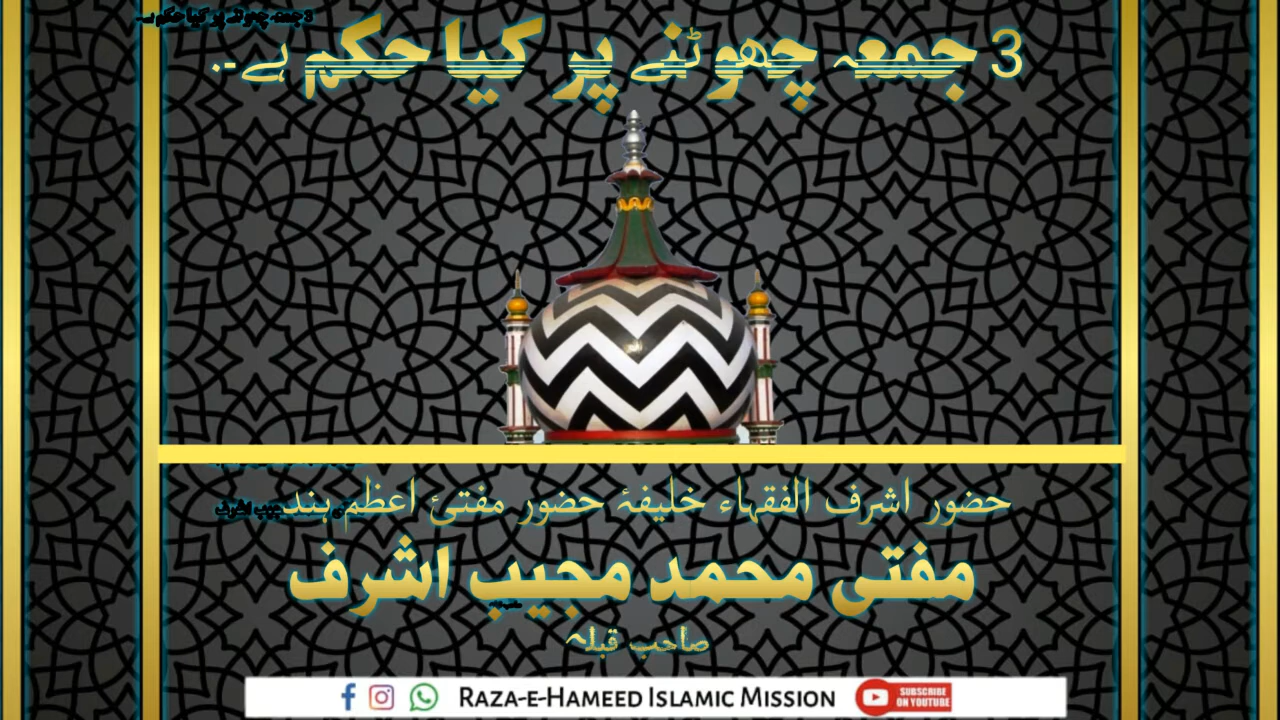 3 جمعہ چھوٹنے پر کیا حکم ہے..
حضور اشرف الفقہاء خلیفۂ حضور مفتئ اعظم ہند
مفتی محمد مجیب اشرف
صاحب قبلہ
RAZA-E-HAMEED ISLAMIC MISSION
SUBSCRIBE
ON YOUTUBE